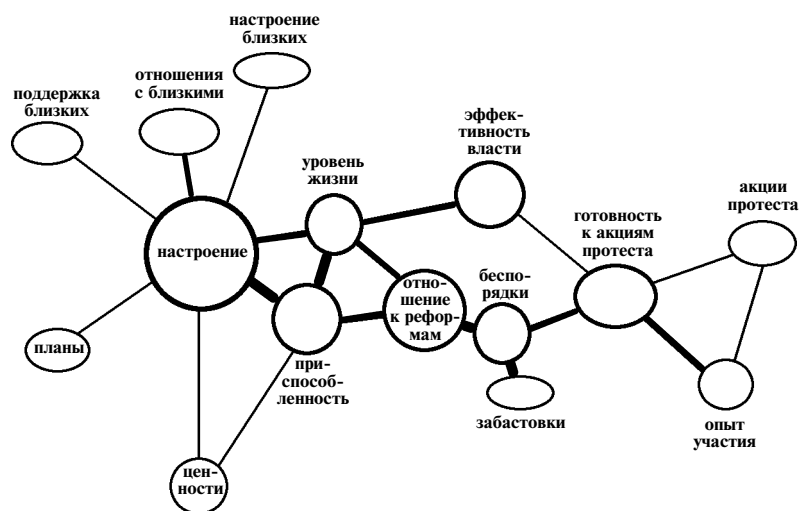 настроение
близких
отношения
с близкими
поддержка
близких
эффек-
тивность
власти
уровень
жизни
акции
протеста
готовность
к акциям
протеста
настроение
отно-
шение
к рефор-
мам
беспо-
рядки
планы
при-
способ-
ленность
забастовки
опыт
участия
цен-
ности